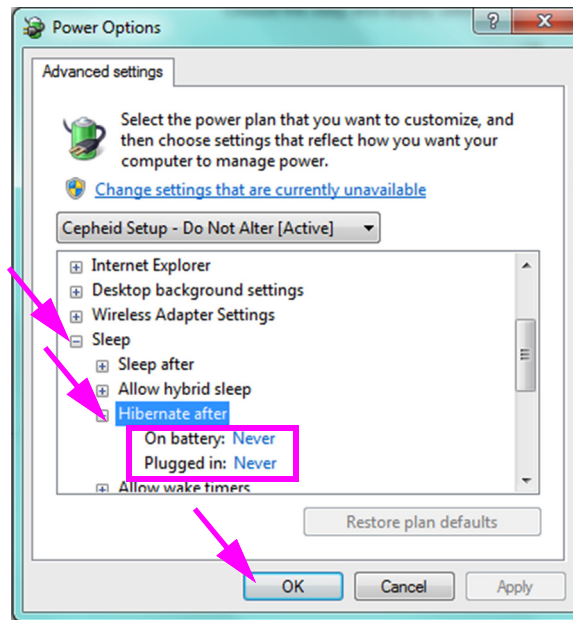 Power Options
Advanced settings
Select the power plan that you want to customize, and
then choose settings that reflect how you want your
computer to manage power.
Change settings that are currently unavailable
Cepheid Setup - Do Not Alter [Active]
Internet Explorer
Desktop background settings
Wireless Adapter Settings
Sleep
Sleep after
Allow hybrid sleep
Hibernate after
On battery: Never
Plugged in: Never
Allow wake timers
Restore plan defaults
OK Cancel Apply